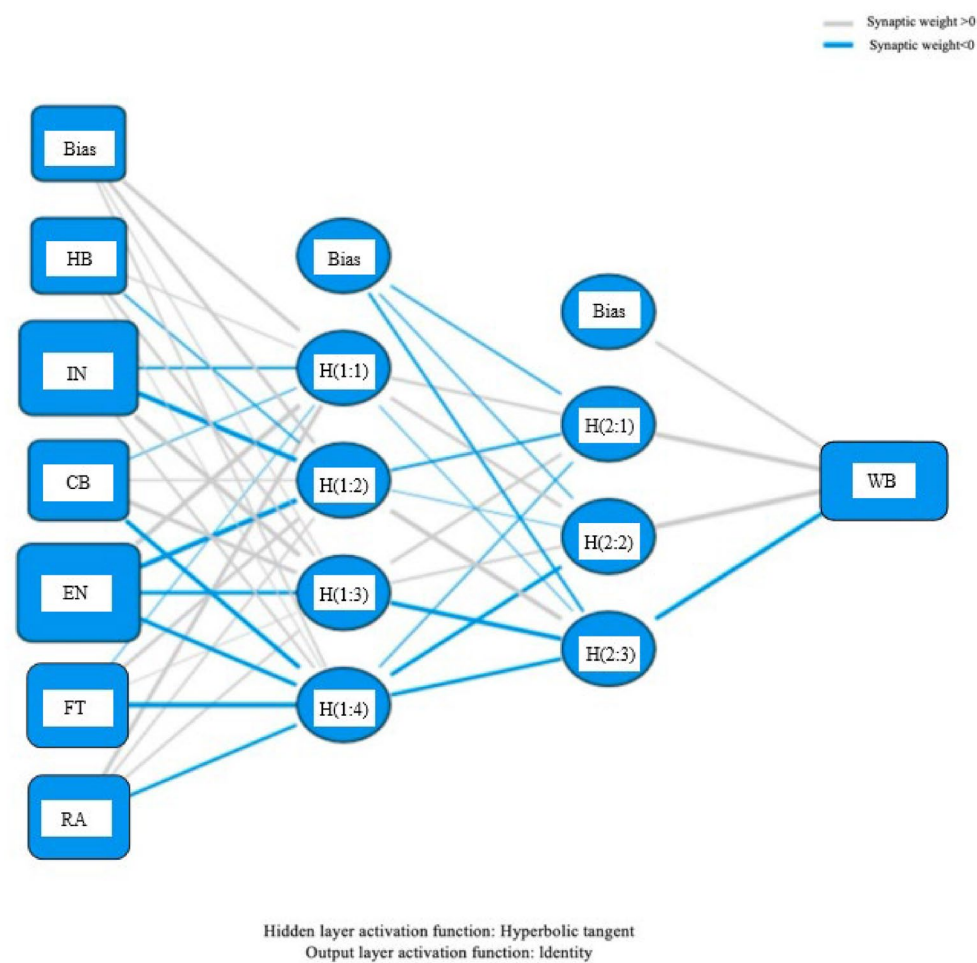 Synaptic weight >0
Synaptic weight<0
Bias
HB
IN
CB
EN
FT
RA
Bias
H(1:1)
H(1:2)
H(1:3)
H(1:4)
Bias
H(2:1)
H(2:2)
H(2:3)
WB
Hidden layer activation function: Hyperbolic tangent
Output layer activation function: Identity